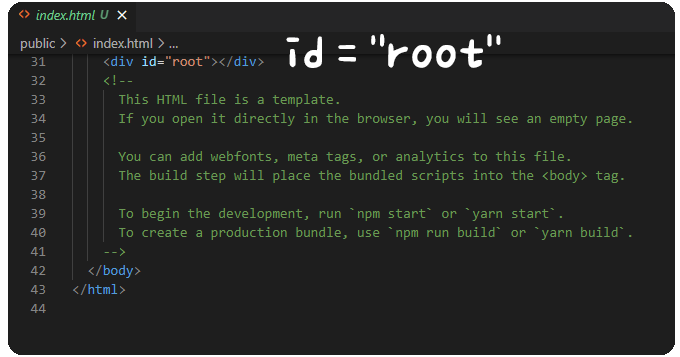 index.html U
public > index.html > ...
id = "root"
31 <div id="root"></div>
32 <!--
33 This HTML file is a template.
34 If you open it directly in the browser, you will see an empty page.
35
36 You can add webfonts, meta tags, or analytics to this file.
37 The build step will place the bundled scripts into the <body> tag.
38
39 To begin the development, run `npm start` or `yarn start`.
40 To create a production bundle, use `npm run build` or `yarn build`.
41 -->
42 </body>
43 </html>
44